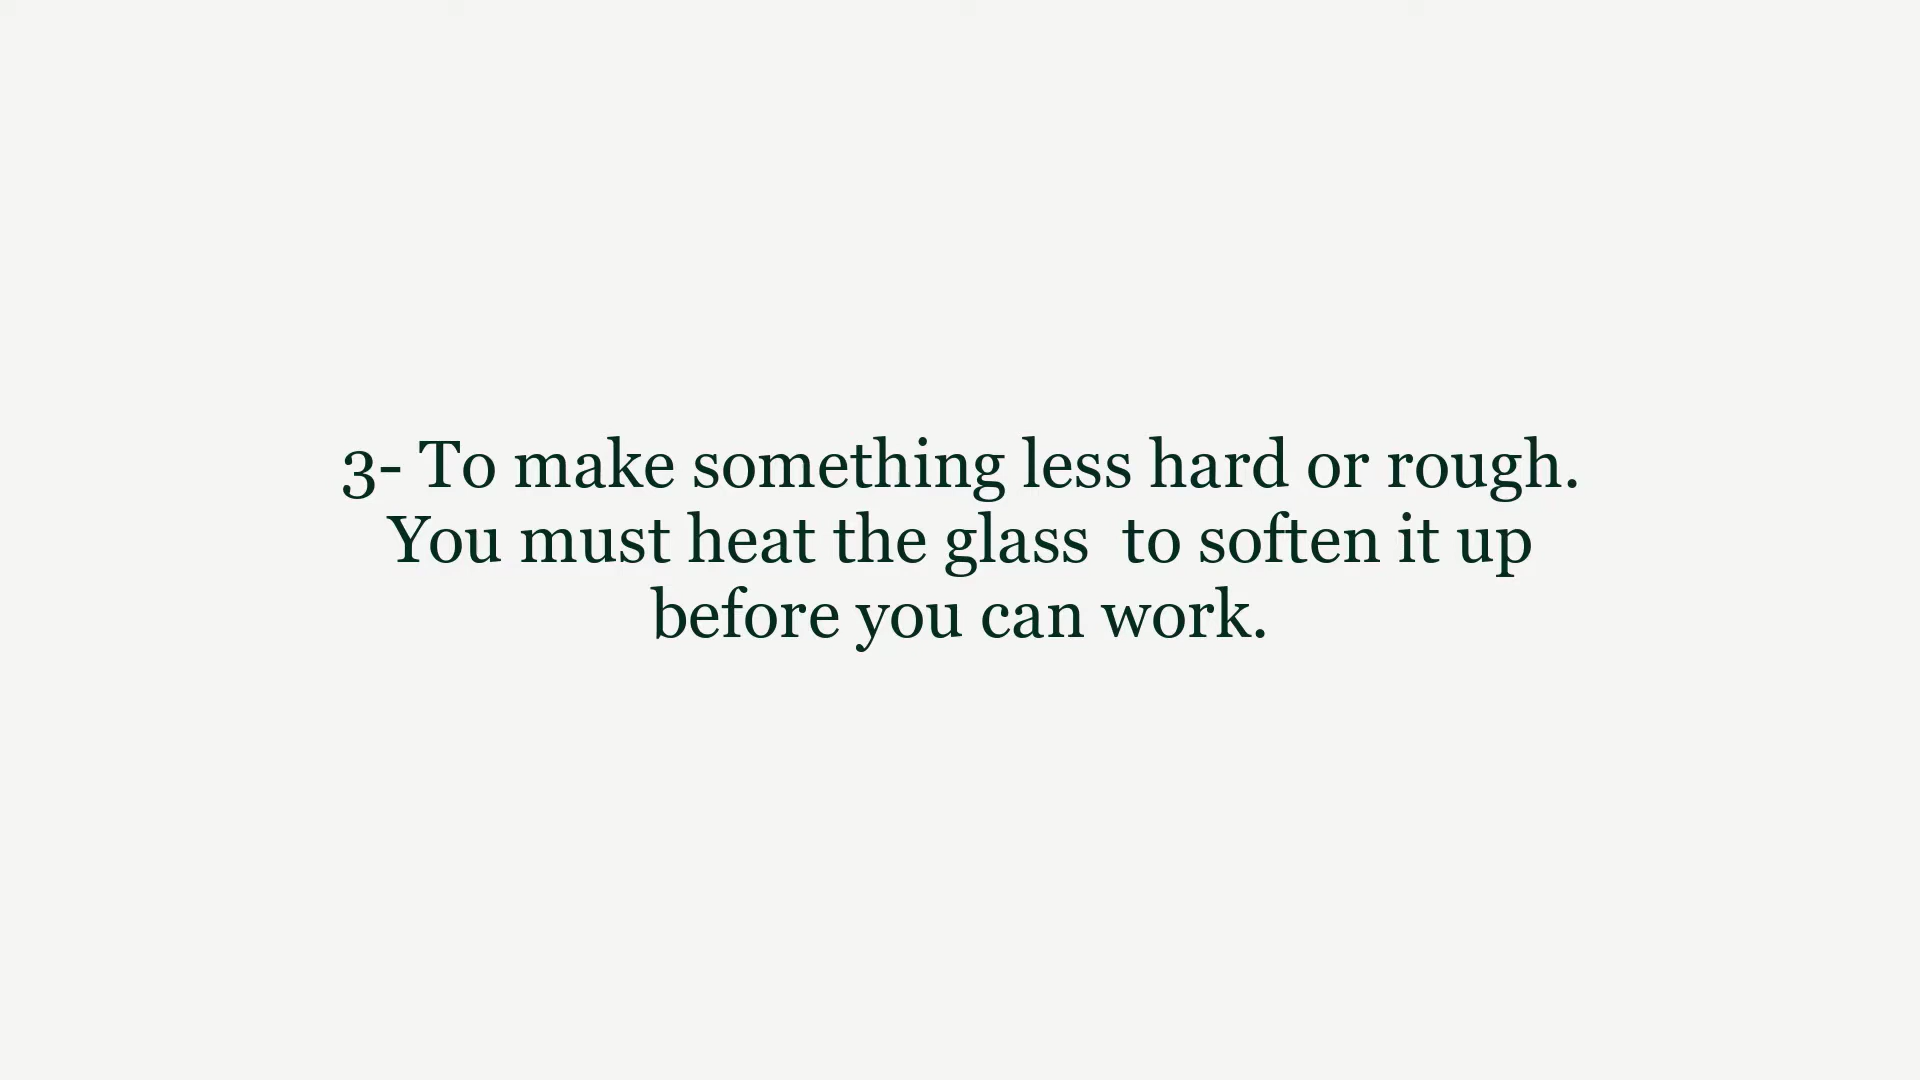 3- To make something less hard or rough.
You must heat the glass  to soften it up
before you can work.